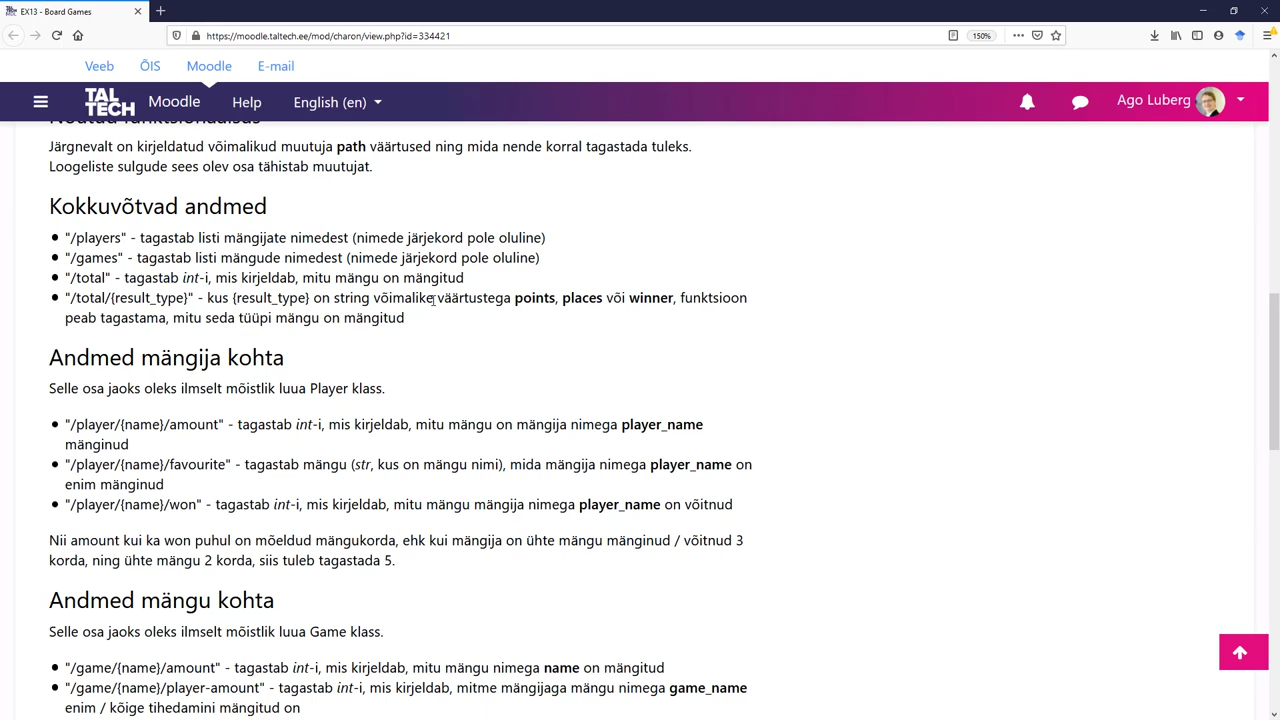 EX13 - Board Games
https://moodle.taltech.ee/mod/charon/view.php?id=334421
150%
Veeb ÕIS Moodle E-mail
TAL
TECH
Moodle Help English (en) Ago Luberg
Järgnevalt on kirjeldatud võimalikud muutuja path väärtused ning mida nende korral tagastada tuleks.
Loogeliste sulgude sees olev osa tähistab muutujat.
Kokkuvõtvad andmed
"/players" - tagastab listi mängijate nimedest (nimede järjekord pole oluline)
"/games" - tagastab listi mängude nimedest (nimede järjekord pole oluline)
"/total" - tagastab int-i, mis kirjeldab, mitu mängu on mängitud
"/total/{result_type}" - kus {result_type} on string võimalike väärtustega points, places või winner, funktsioon
peab tagastama, mitu seda tüüpi mängu on mängitud
Andmed mängija kohta
Selle osa jaoks oleks ilmselt mõistlik luua Player klass.
"/player/{name}/amount" - tagastab int-i, mis kirjeldab, mitu mängu on mängija nimega player_name
mänginud
"/player/{name}/favourite" - tagastab mängu (str, kus on mängu nimi), mida mängija nimega player_name on
enim mänginud
"/player/{name}/won" - tagastab int-i, mis kirjeldab, mitu mängu mängija nimega player_name on võitnud
Nii amount kui ka won puhul on mõeldud mängukorda, ehk kui mängija on ühte mängu mänginud / võitnud 3
korda, ning ühte mängu 2 korda, siis tuleb tagastada 5.
Andmed mängu kohta
Selle osa jaoks oleks ilmselt mõistlik luua Game klass.
"/game/{name}/amount" - tagastab int-i, mis kirjeldab, mitu mängu nimega name on mängitud
"/game/{name}/player-amount" - tagastab int-i, mis kirjeldab, mitme mängijaga mängu nimega game_name
enim / kõige tihedamini mängitud on